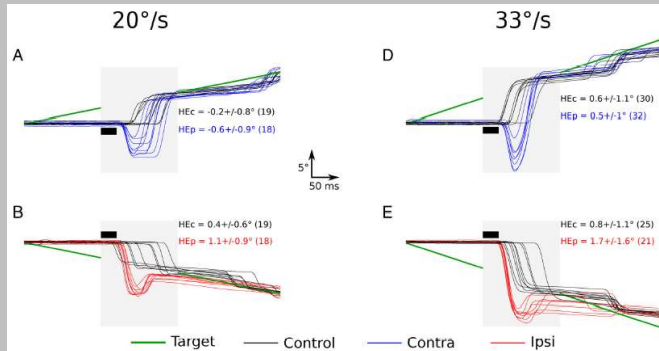 20°/s
33°/s
A
D
HEc = -0.2+/-0.8° (19)
HEp = -0.6+/-0.9° (18)
HEc = 0.6+/-1.1° (30)
HEp = 0.5+/-1° (32)
5°
50 ms
B
E
HEc = 0.4+/-0.6° (19)
HEp = 1.1+/-0.9° (18)
HEc = 0.8+/-1.1° (25)
HEp = 1.7+/-1.6° (21)
Target Control Contra Ipsi